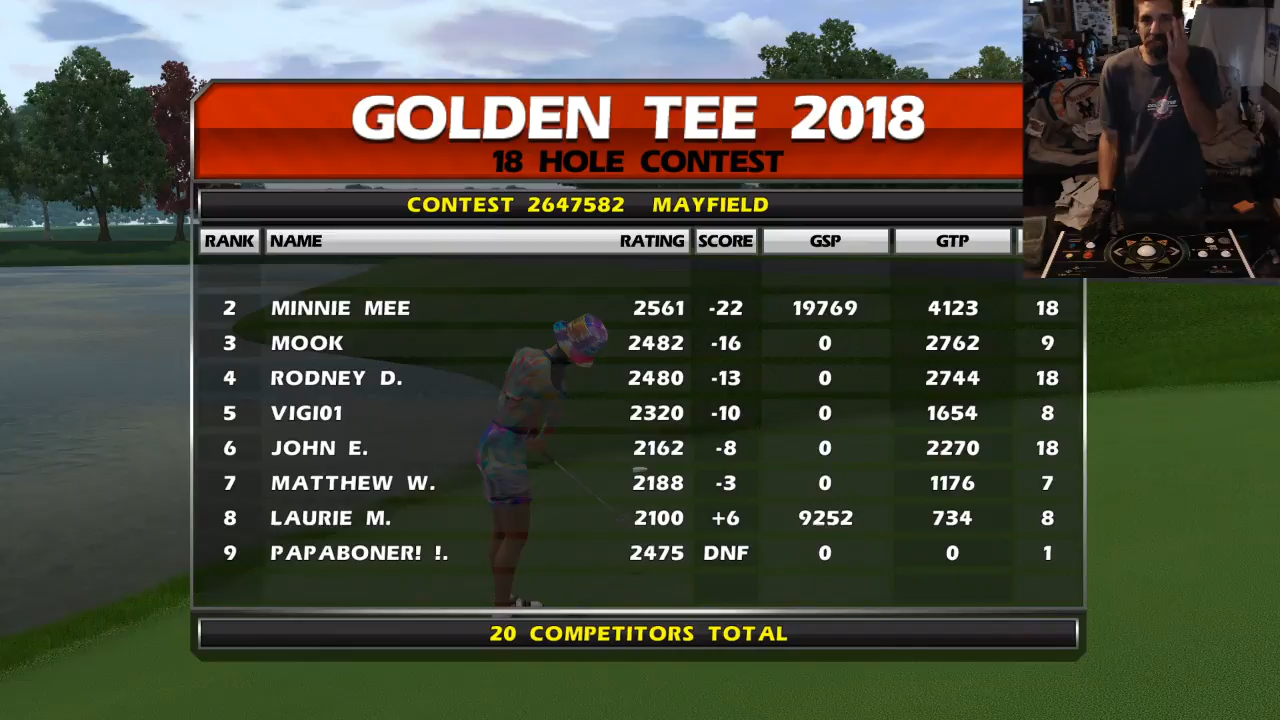 GOLDEN TEE 2018
18 HOLE CONTEST
CONTEST 2647582 MAYFIELD
RANK NAME RATING SCORE GSP GTP
2 MINNIE MEE 2561 -22 19769 4123 18
3 MOOK 2482 -16 0 2762 9
4 RODNEY D. 2480 -13 0 2744 18
5 VIGI01 2320 -10 0 1654 8
6 JOHN E. 2162 -8 0 2270 18
7 MATTHEW W. 2188 -3 0 1176 7
8 LAURIE M. 2100 +6 9252 734 8
9 PAPABONER! !. 2475 DNF 0 0 1
20 COMPETITORS TOTAL